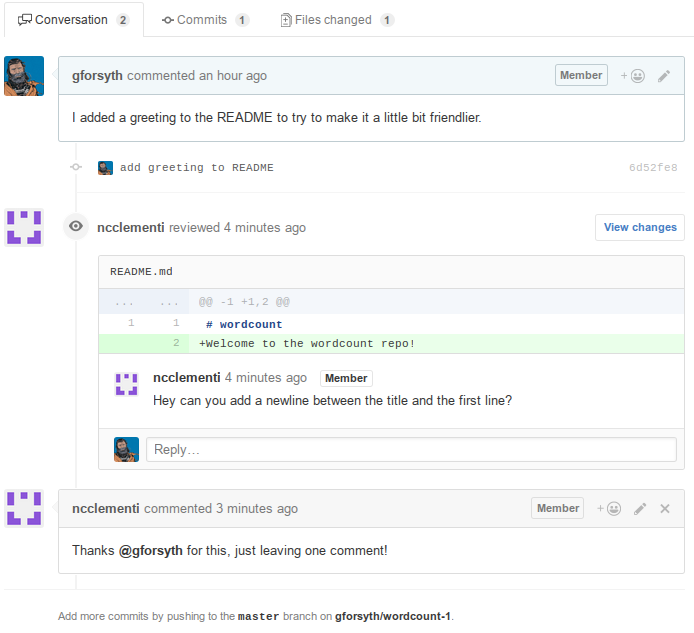 Conversation 2 Commits 1 Files changed 1
gforsyth commented an hour ago Member +
I added a greeting to the README to try to make it a little bit friendlier.
add greeting to README 6d52fe8
ncclementi reviewed 4 minutes ago View changes
README.md
... ... @@ -1 +1,2 @@
1 1 # wordcount
2 +Welcome to the wordcount repo!
ncclementi 4 minutes ago Member
Hey can you add a newline between the title and the first line?
Reply...
ncclementi commented 3 minutes ago Member +
Thanks @gforsyth for this, just leaving one comment!
Add more commits by pushing to the master branch on gforsyth/wordcount-1.